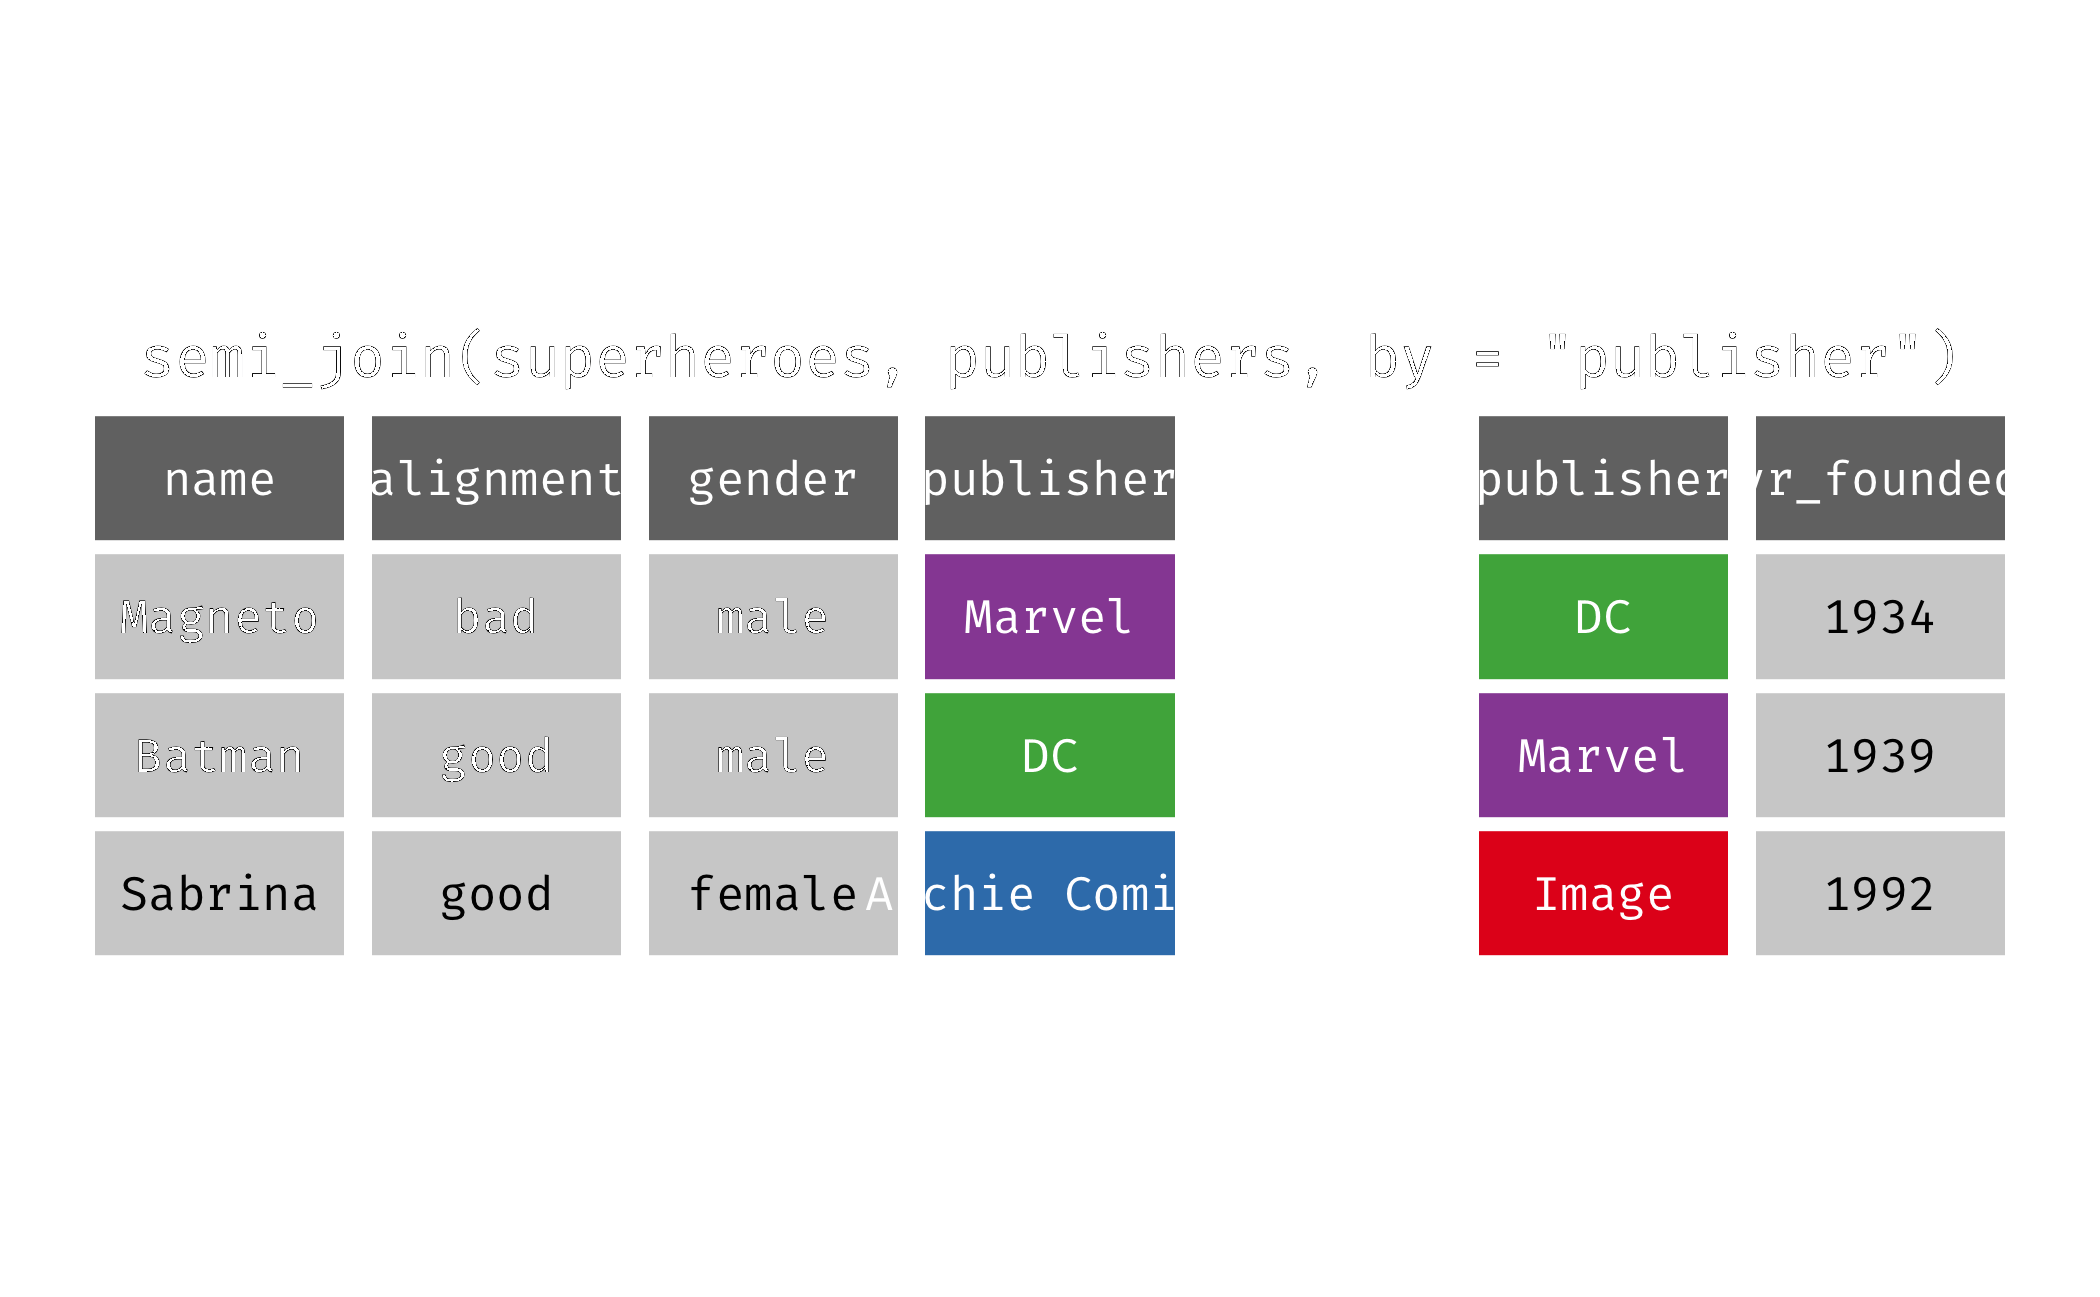 semi_join(superheroes, publishers, by = "publisher")
name alignment gender publisher publisher yr_founded
Magneto bad male Marvel DC 1934
Batman good male DC Marvel 1939
Sabrina good female Archie Comi Image 1992